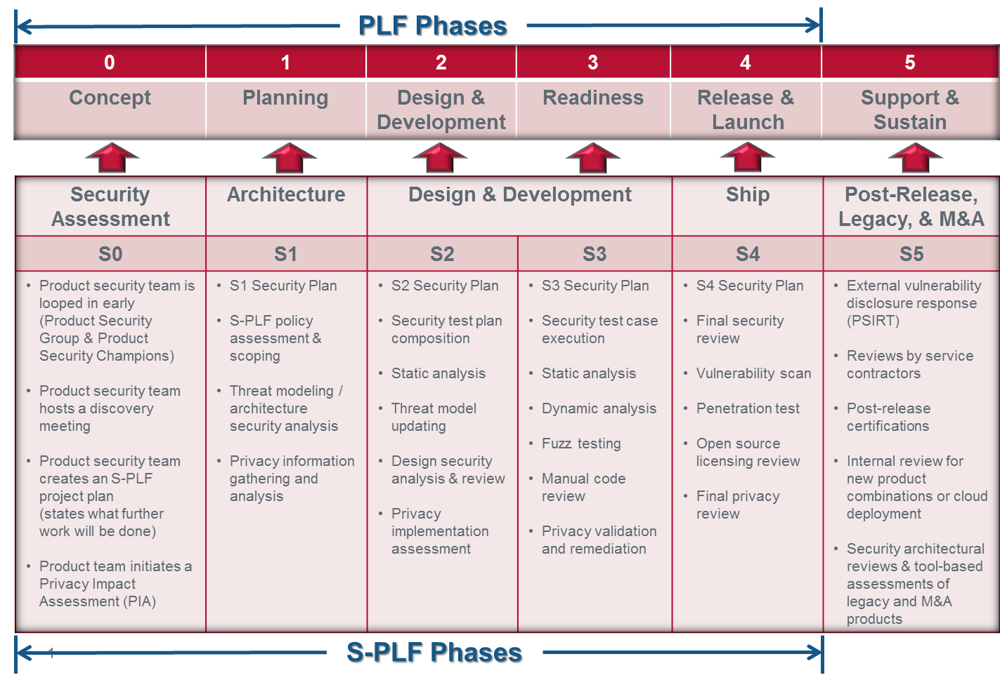 PLF Phases
0
1
2
3
4
5
Concept
Planning
Design &
Development
Readiness
Release &
Launch
Support &
Sustain
Security
Assessment
Architecture
Design & Development
Ship
Post-Release,
Legacy, & M&A
S0
S1
S2
S3
S4
S5
• Product security team is
looped in early
(Product Security
Group & Product
Security Champions)
• Product security team
hosts a discovery
meeting
• Product security team
creates an S-PLF
project plan
(states what further
work will be done)
• Product team initiates a
Privacy Impact
Assessment (PIA)
• S1 Security Plan
• S-PLF policy
assessment &
scoping
• Threat modeling /
architecture
security analysis
• Privacy information
gathering and
analysis
• S2 Security Plan
• Security test plan
composition
• Static analysis
• Threat model
updating
• Design security
analysis & review
• Privacy
implementation
assessment
• S3 Security Plan
• Security test case
execution
• Static analysis
• Dynamic analysis
• Fuzz testing
• Manual code
review
• Privacy validation
and remediation
• S4 Security Plan
• Final security
review
• Vulnerability scan
• Penetration test
• Open source
licensing review
• Final privacy
review
• External vulnerability
disclosure response
(PSIRT)
• Reviews by service
contractors
• Post-release
certifications
• Internal review for
new product
combinations or cloud
deployment
• Security architectural
reviews & tool-based
assessments of
legacy and M&A
products
1
S-PLF Phases